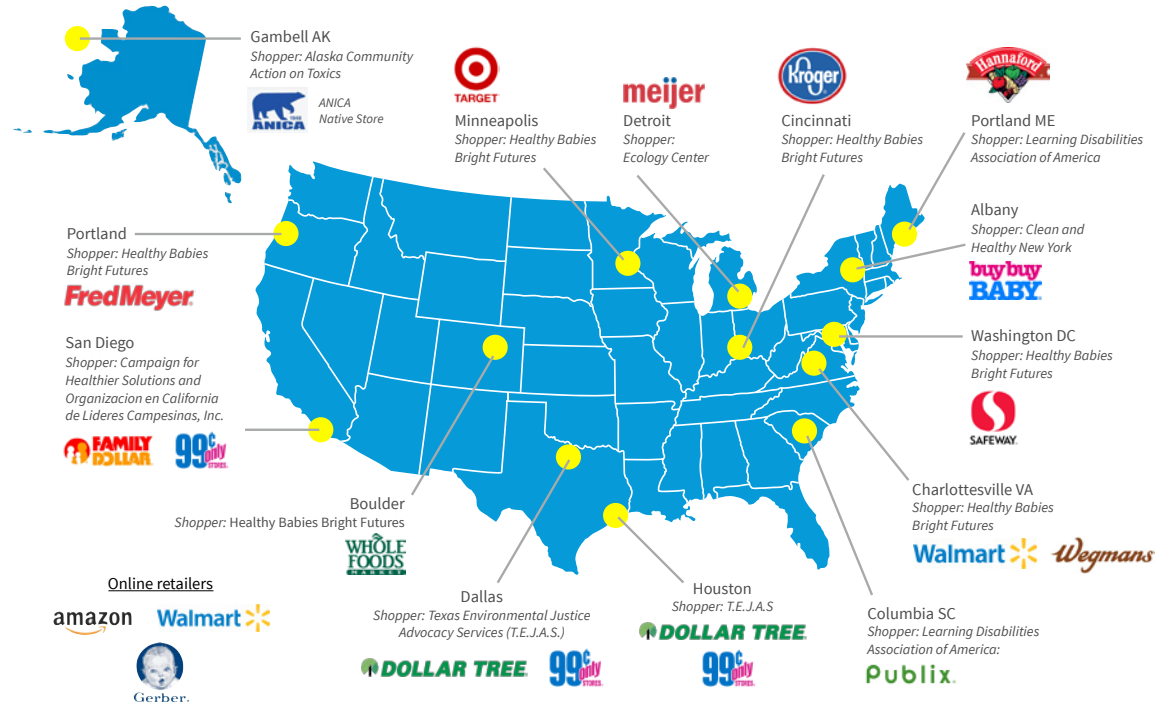 Gambell AK
Shopper: Alaska Community
Action on Toxics
1948
ANICA
ANICA
Native Store
TARGET
Minneapolis
Shopper: Healthy Babies
Bright Futures
meijer
Detroit
Shopper:
Ecology Center
Kroger
Cincinnati
Shopper: Healthy Babies
Bright Futures
Hannaford
Portland ME
Shopper: Learning Disabilities
Association of America
Albany
Shopper: Clean and
Healthy New York
buybuy
BABY
Portland
Shopper: Healthy Babies
Bright Futures
FredMeyer
San Diego
Shopper: Campaign for
Healthier Solutions and
Organizacion en California
de Lideres Campesinas, Inc.
FAMILY
DOLLAR
99¢ only
STORES
Washington DC
Shopper: Healthy Babies
Bright Futures
SAFEWAY
Charlottesville VA
Shopper: Healthy Babies
Bright Futures
Walmart
Wegmans
Boulder
Shopper: Healthy Babies Bright Futures
WHOLE
FOODS
MARKET
Dallas
Shopper: Texas Environmental Justice
Advocacy Services (T.E.J.A.S.)
DOLLAR TREE
99¢ only
STORES
Houston
Shopper: T.E.J.A.S
DOLLAR TREE
99¢ only
STORES
Columbia SC
Shopper: Learning Disabilities
Association of America:
Publix
Online retailers
amazon
Walmart
Gerber